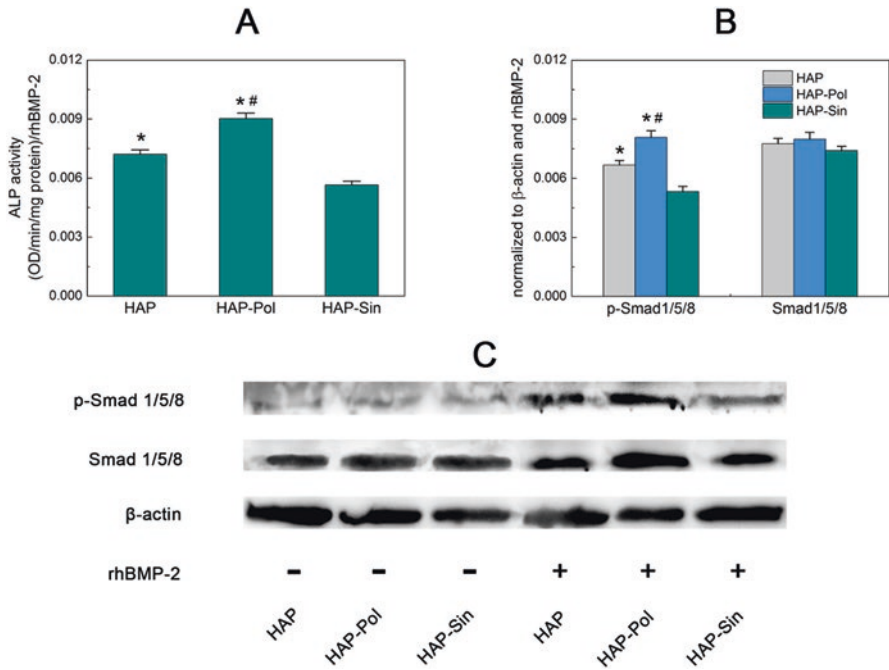 A
ALP activity
(OD/min/mg protein)/rhBMP-2
0.012
0.009
0.006
0.003
0.000
*
* #
HAP
HAP-Pol
HAP-Sin
B
normalized to β-actin and rhBMP-2
0.012
0.009
0.006
0.003
0.000
HAP
HAP-Pol
HAP-Sin
*
* #
p-Smad1/5/8
Smad1/5/8
C
p-Smad 1/5/8
Smad 1/5/8
β-actin
rhBMP-2 - - - + + +
HAP HAP-Pol HAP-Sin HAP HAP-Pol HAP-Sin